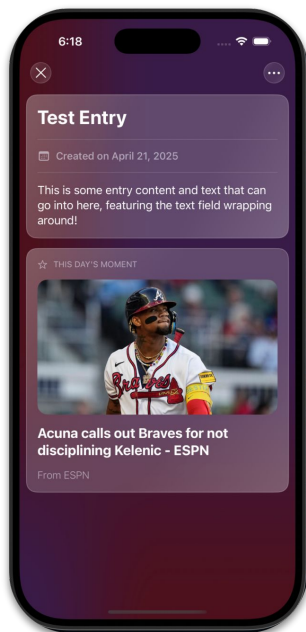 6:18
Test Entry
Created on April 21, 2025
This is some entry content and text that can
go into here, featuring the text field wrapping
around!
THIS DAY'S MOMENT
Braves
Acuna calls out Braves for not
disciplining Kelenic - ESPN
From ESPN